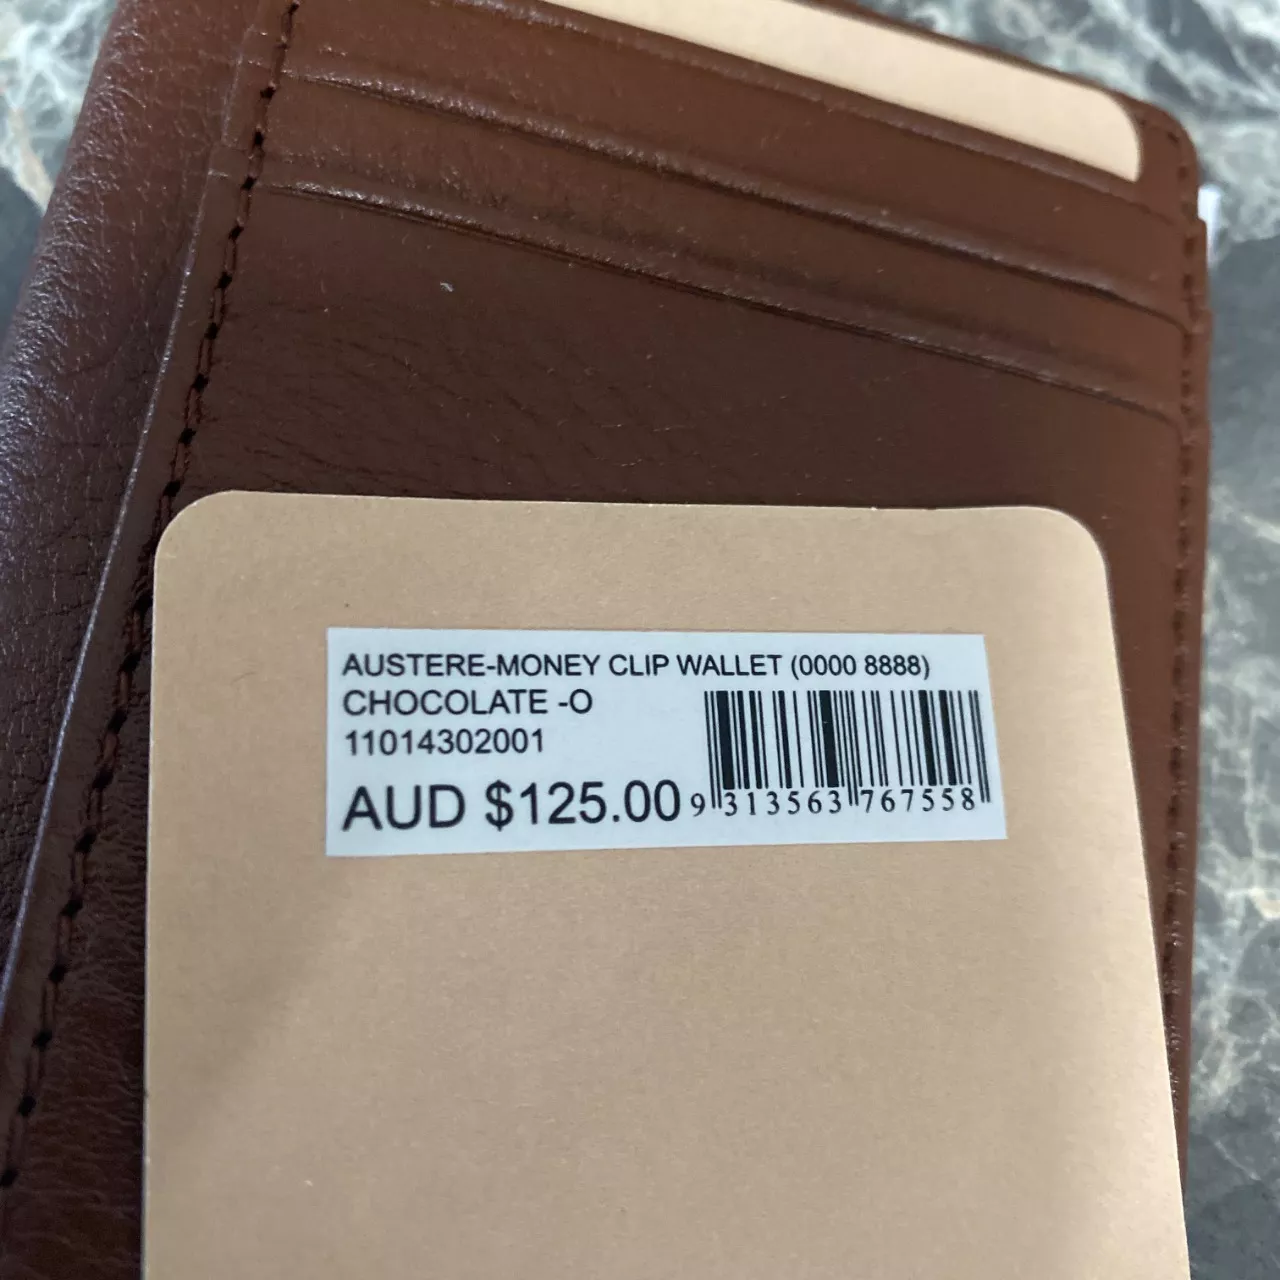 AUSTERE-MONEY CLIP WALLET (0000 8888)
CHOCOLATE -O
11014302001
AUD $125.00
9 313563 767558